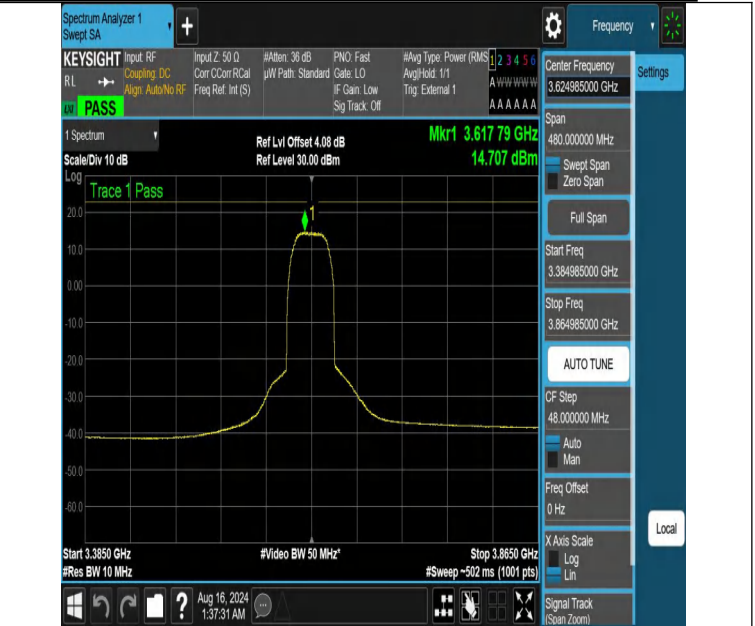 Spectrum Analyzer 1
Swept SA
+
Frequency
KEYSIGHT
RL
PASS
Input: RF
Coupling: DC
Align: Auto/No RF
Input Z: 50 Ω
Corr CCorr RCal
Freq Ref: Int (S)
#Atten: 36 dB
µW Path: Standard
PNO: Fast
Gate: LO
IF Gain: Low
Sig Track: Off
#Avg Type: Power (RMS
Avg|Hold: 1/1
Trig: External 1
1 2 3 4 5 6
A W W W W W
A A A A A A
1 Spectrum
Scale/Div 10 dB
Ref Lvl Offset 4.08 dB
Ref Level 30.00 dBm
Mkr1 3.617 79 GHz
14.707 dBm
Log
Trace 1 Pass
1
20.0
10.0
0.00
-10.0
-20.0
-30.0
-40.0
-50.0
-60.0
Start 3.3850 GHz
#Res BW 10 MHz
#Video BW 50 MHz*
Stop 3.8650 GHz
#Sweep ~502 ms (1001 pts)
Center Frequency
3.624985000 GHz
Span
480.000000 MHz
Swept Span
Zero Span
Full Span
Start Freq
3.384985000 GHz
Stop Freq
3.864985000 GHz
AUTO TUNE
CF Step
48.000000 MHz
Auto
Man
Freq Offset
0 Hz
X Axis Scale
Log
Lin
Signal Track
(Span Zoom)
Settings
Local
?
Aug 16, 2024
1:37:31 AM